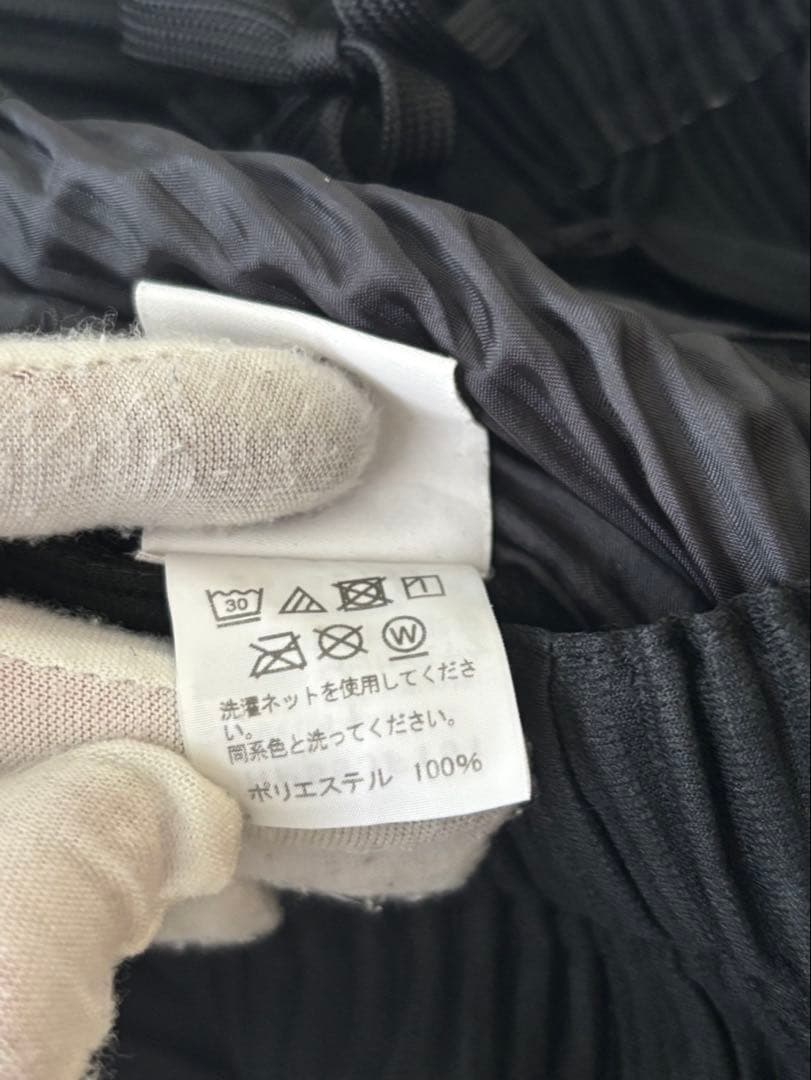 30
W
洗濯ネットを使用してくださ
い。
同系色と洗ってください。
ポリエステル 100%